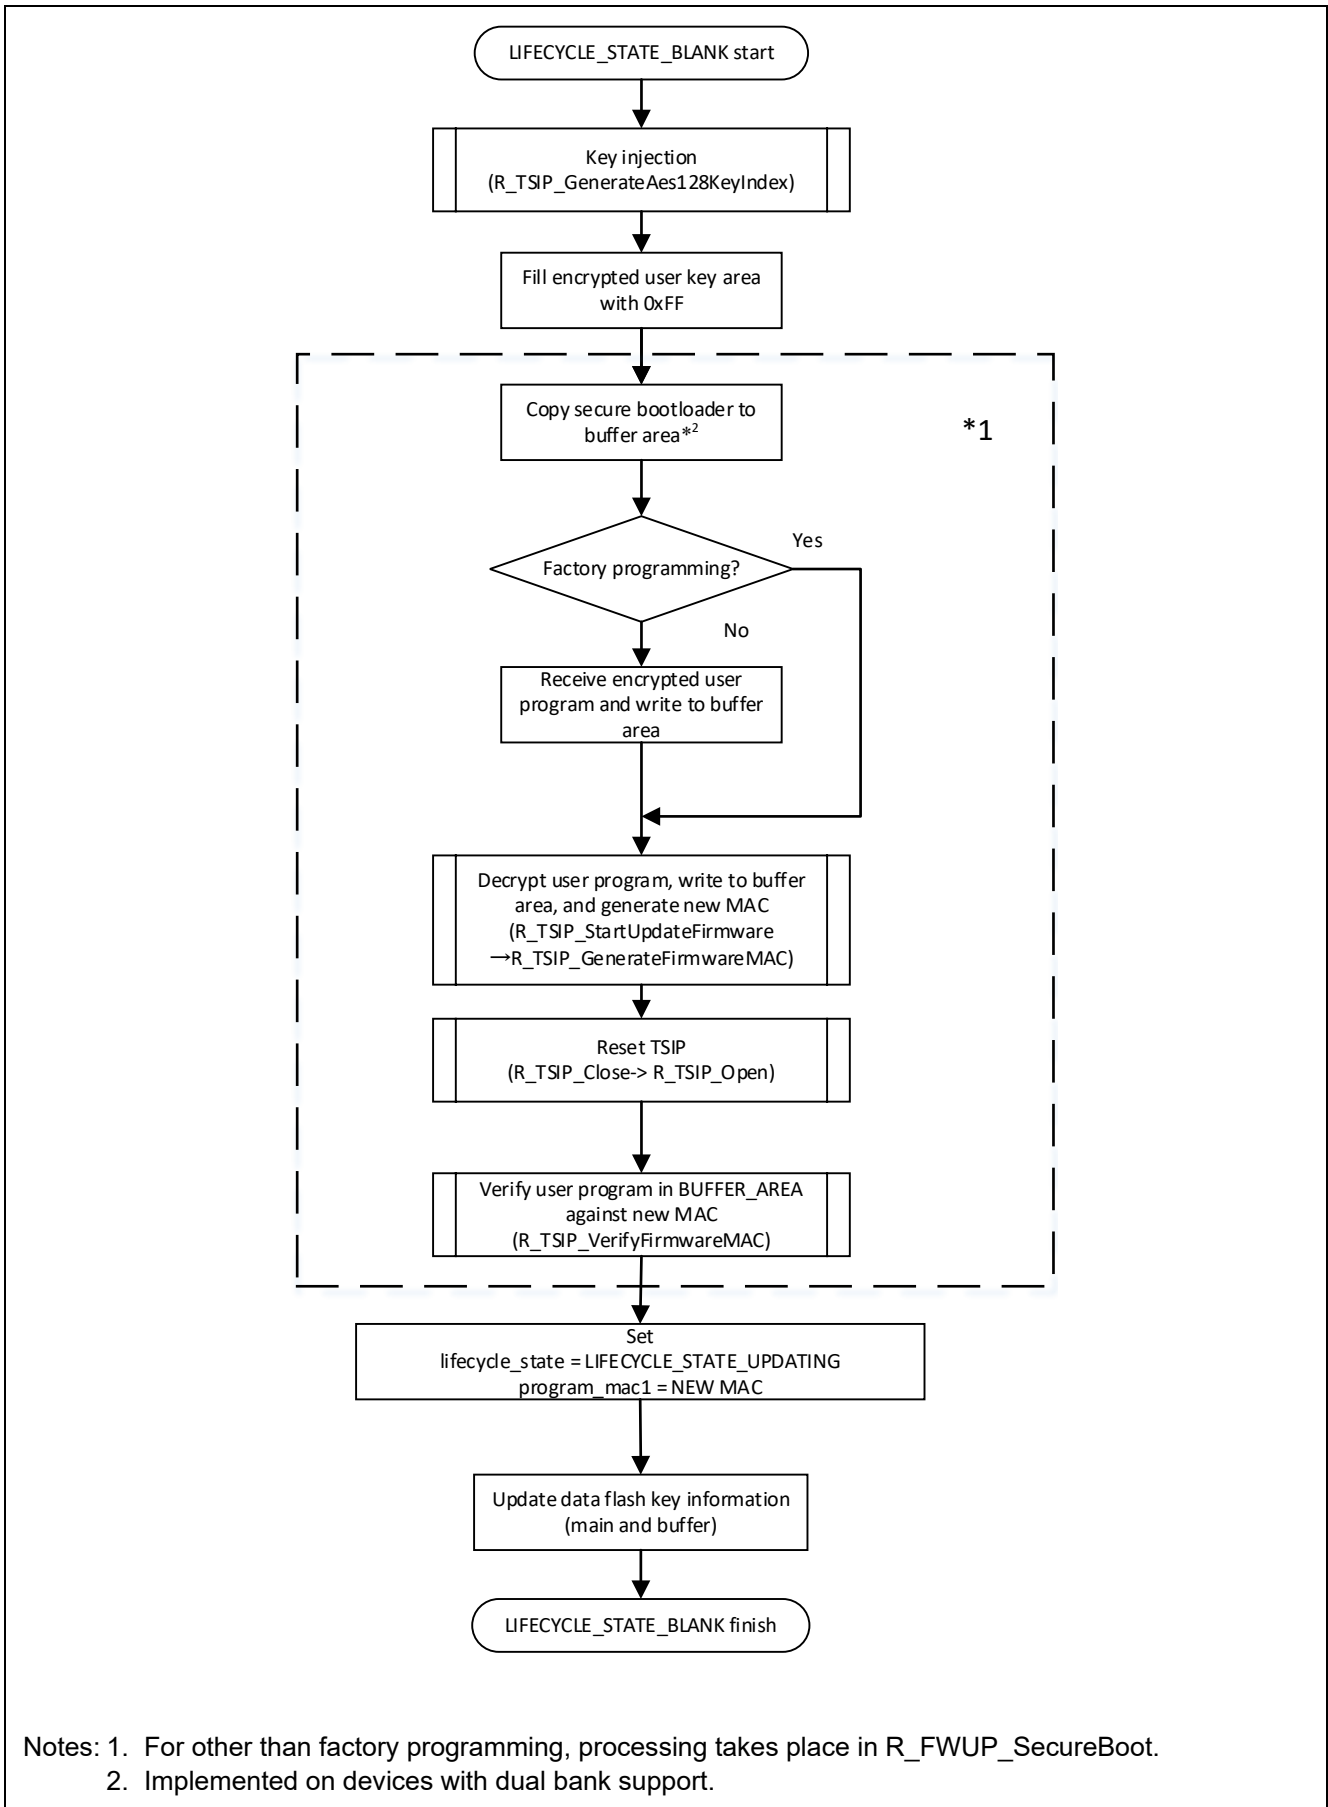 LIFECYCLE_STATE_BLANK start
Key injection
(R_TSIP_GenerateAes128KeyIndex)
Fill encrypted user key area
with 0xFF
Copy secure bootloader to
buffer area*2
*1
Factory programming?
Yes
No
Receive encrypted user
program and write to buffer
area
Decrypt user program, write to buffer
area, and generate new MAC
(R_TSIP_StartUpdateFirmware
→R_TSIP_GenerateFirmwareMAC)
Reset TSIP
(R_TSIP_Close-> R_TSIP_Open)
Verify user program in BUFFER_AREA
against new MAC
(R_TSIP_VerifyFirmwareMAC)
Set
lifecycle_state = LIFECYCLE_STATE_UPDATING
program_mac1 = NEW MAC
Update data flash key information
(main and buffer)
LIFECYCLE_STATE_BLANK finish
Notes: 1. For other than factory programming, processing takes place in R_FWUP_SecureBoot.
2. Implemented on devices with dual bank support.